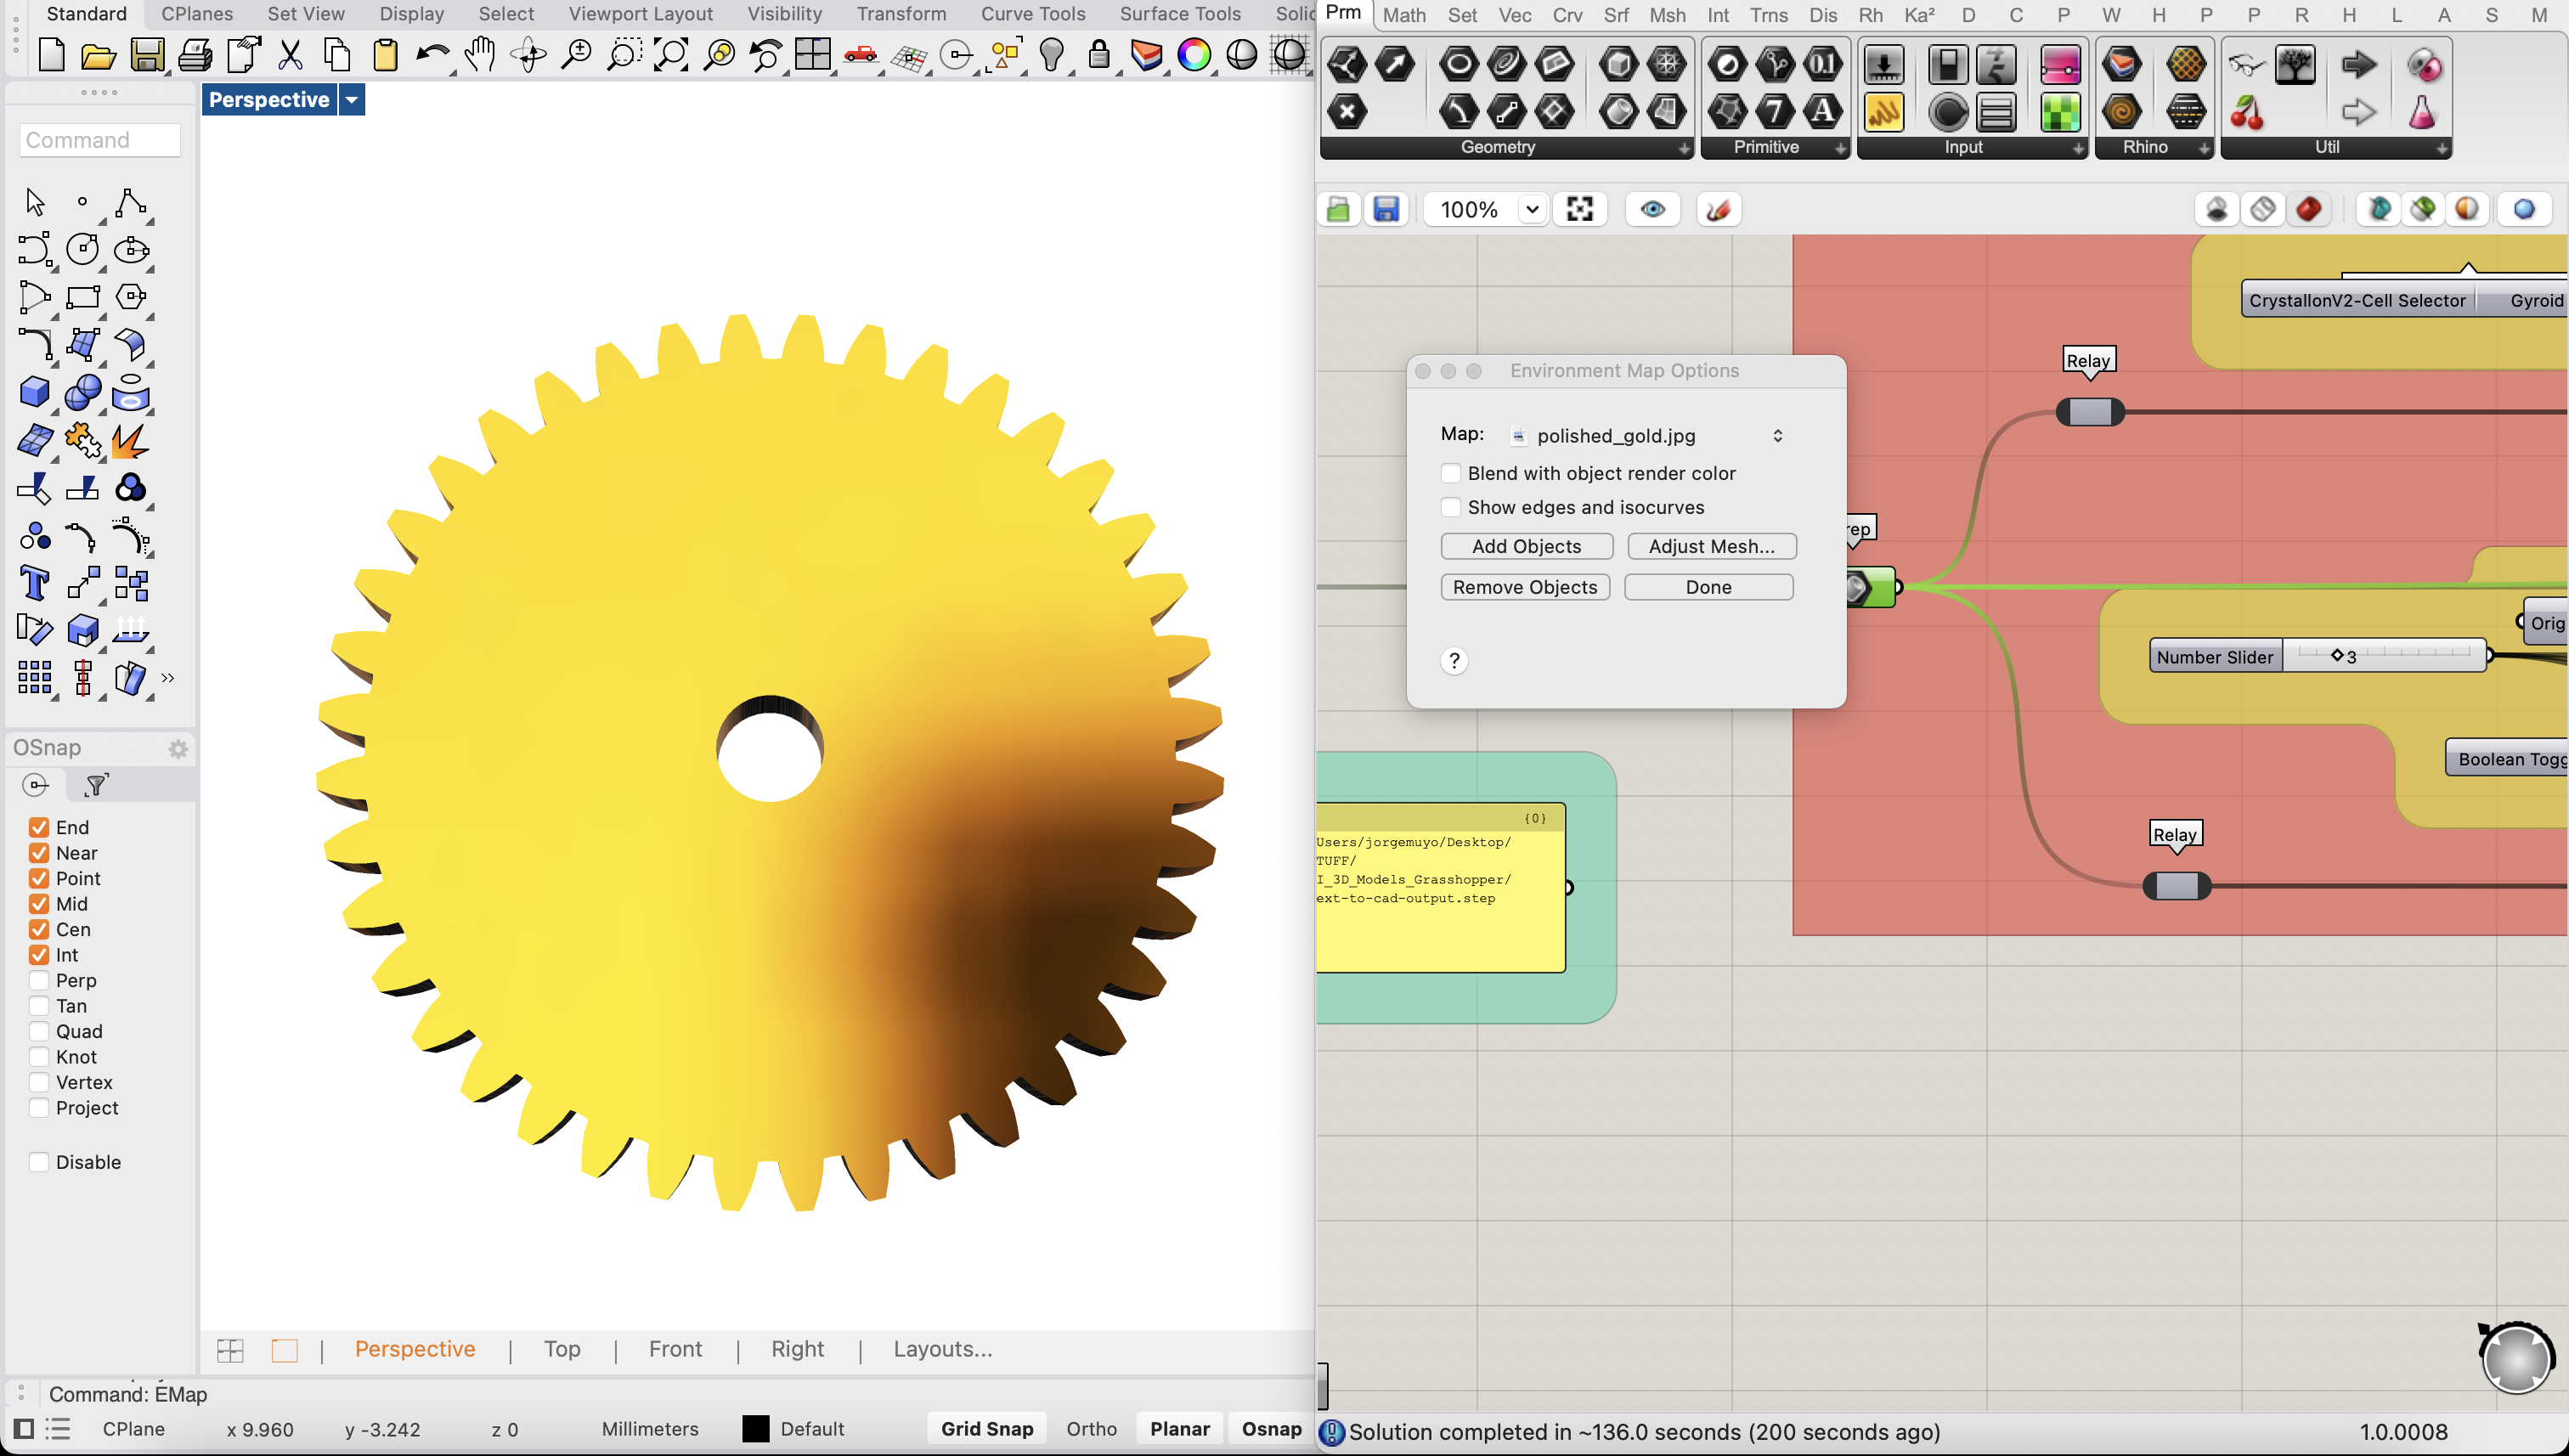 Standard CPlanes Set View Display Select Viewport Layout Visibility Transform Curve Tools Surface Tools
Perspective
Command
OSnap
End
Near
Point
Mid
Cen
Int
Perp
Tan
Quad
Knot
Vertex
Project
Disable
Perspective | Top | Front | Right | Layouts...
Command: EMap
CPlane x 9.960 y -3.242 z 0 Millimeters Default Grid Snap Ortho Planar Osnap
Prm Math Set Vec Crv Srf Msh Int Trns Dis Rh Ka² D C P W H P P R H L A S M
Geometry Primitive Input Rhino Util
100%
CrystallonV2-Cell Selector Gyroid
Relay
Environment Map Options
Map: polished_gold.jpg
Blend with object render color
Show edges and isocurves
Add Objects Adjust Mesh...
Remove Objects Done
?
rep
Orig
Number Slider 3
Boolean Togg
Relay
{0}
Users/jorgemuyo/Desktop/
TUFF/
I_3D_Models_Grasshopper/
ext-to-cad-output.step
Solution completed in ~136.0 seconds (200 seconds ago) 1.0.0008